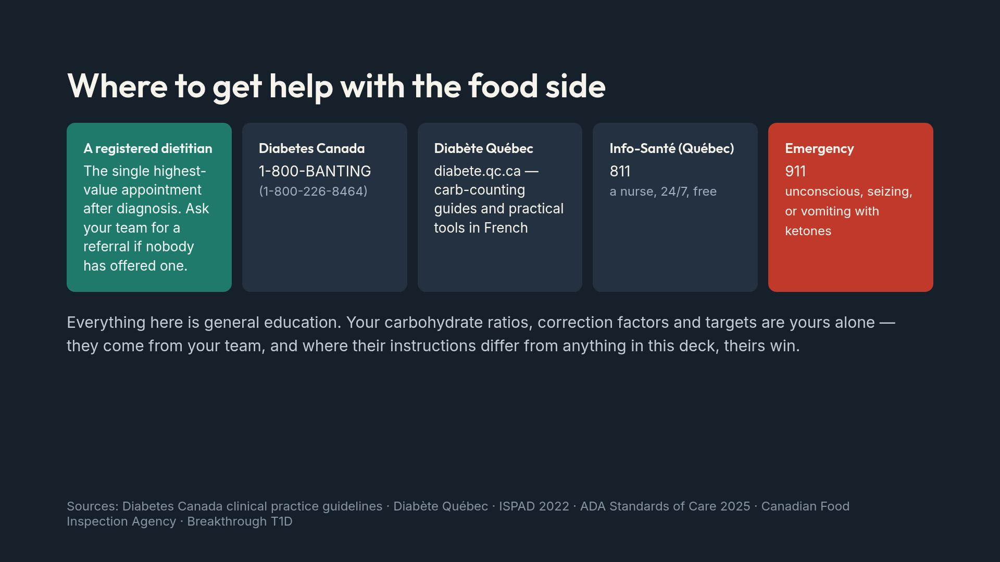 Where to get help with the food side
A registered dietitian
The single highest-
value appointment
after diagnosis. Ask
your team for a
referral if nobody
has offered one.
Diabetes Canada
1-800-BANTING
(1-800-226-8464)
Diabète Québec
diabete.qc.ca —
carb-counting
guides and practical
tools in French
Info-Santé (Québec)
811
a nurse, 24/7, free
Emergency
911
unconscious, seizing,
or vomiting with
ketones
Everything here is general education. Your carbohydrate ratios, correction factors and targets are yours alone —
they come from your team, and where their instructions differ from anything in this deck, theirs win.
Sources: Diabetes Canada clinical practice guidelines · Diabète Québec · ISPAD 2022 · ADA Standards of Care 2025 · Canadian Food
Inspection Agency · Breakthrough T1D